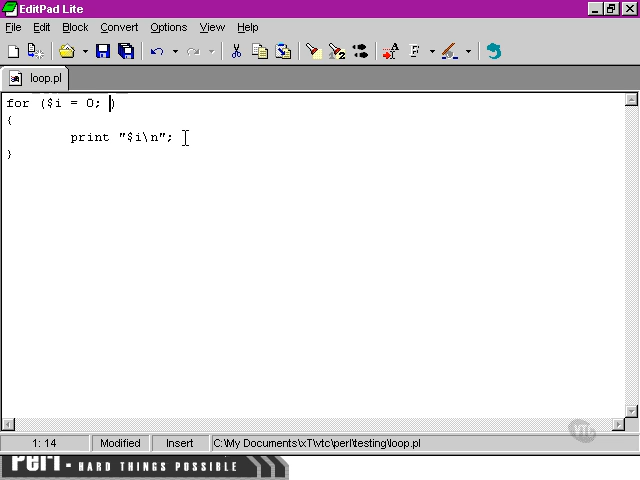 EditPad Lite
File Edit Block Convert Options View Help
loop.pl
for ($i = 0; )
{
print "$i\n";
}
VTC
1: 14 Modified Insert C:\My Documents\xT\vtc\perl\testing\loop.pl
Perl - HARD THINGS POSSIBLE